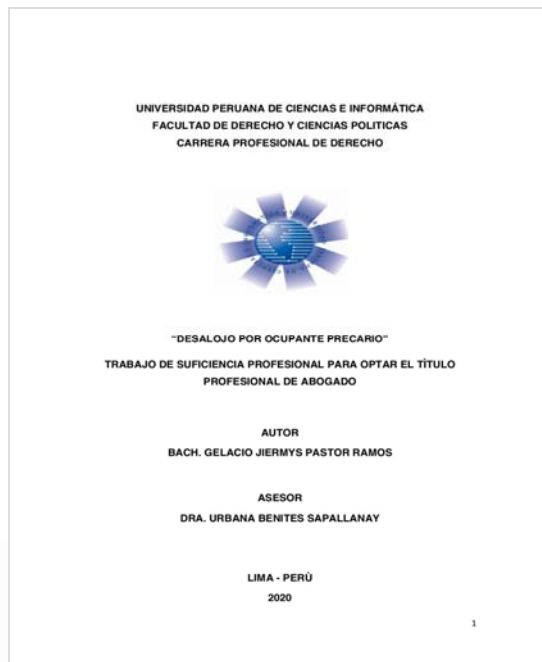 UNIVERSIDAD PERUANA DE CIENCIAS E INFORMÁTICA
FACULTAD DE DERECHO Y CIENCIAS POLITICAS
CARRERA PROFESIONAL DE DERECHO
"DESALOJO POR OCUPANTE PRECARIO"
TRABAJO DE SUFICIENCIA PROFESIONAL PARA OPTAR EL TÌTULO
PROFESIONAL DE ABOGADO
AUTOR
BACH. GELACIO JIERMYS PASTOR RAMOS
ASESOR
DRA. URBANA BENITES SAPALLANAY
LIMA - PERÙ
2020
1